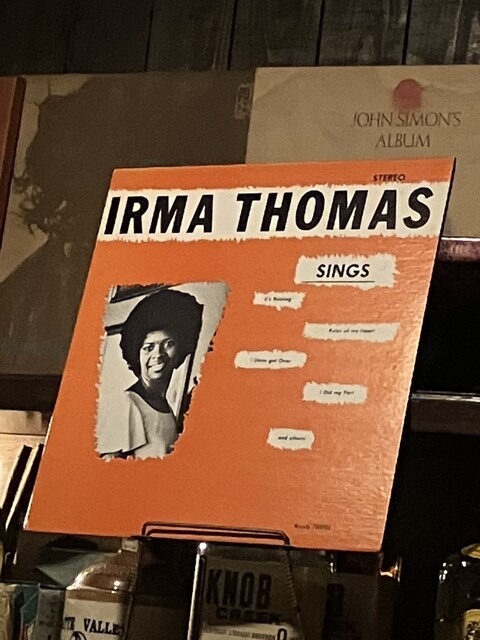 JOHN SIMON'S
ALBUM
STEREO
IRMA THOMAS
SINGS
It's Raining
Ruler of my Heart
I Done got Over
I Did my Part
and others
KNOB
CREEK
VALLEY